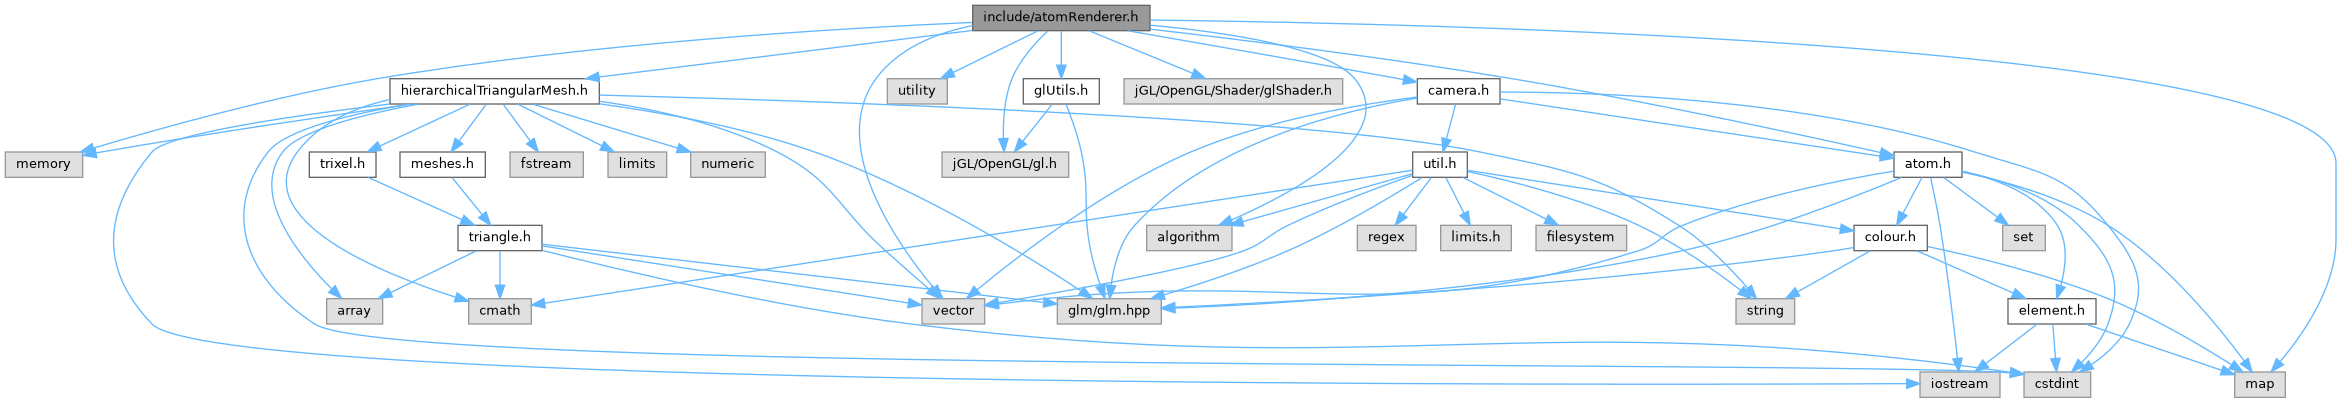 include/atomRenderer.h
hierarchicalTriangularMesh.h
utility
glUtils.h
jGL/OpenGL/Shader/glShader.h
camera.h
memory
trixel.h
meshes.h
fstream
limits
numeric
jGL/OpenGL/gl.h
util.h
atom.h
triangle.h
algorithm
regex
limits.h
filesystem
colour.h
set
array
cmath
vector
glm/glm.hpp
string
element.h
iostream
cstdint
map